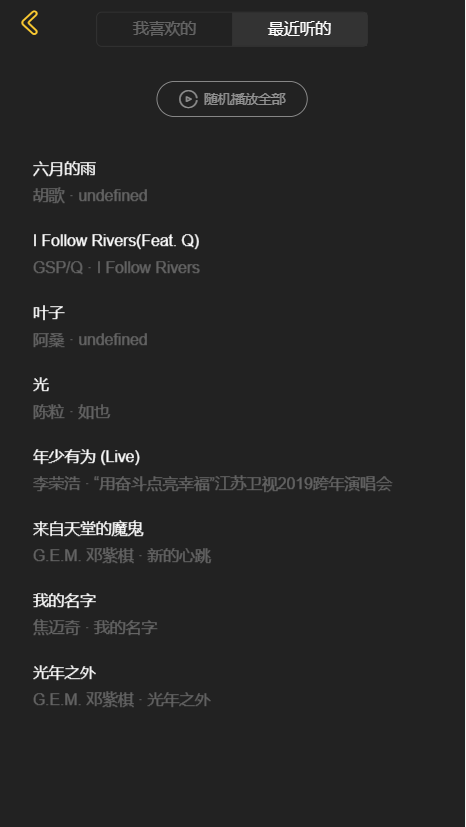 我喜欢的 最近听的
随机播放全部
六月的雨
胡歌 · undefined
I Follow Rivers(Feat. Q)
GSP/Q · I Follow Rivers
叶子
阿桑 · undefined
光
陈粒 · 如也
年少有为 (Live)
李荣浩 · “用奋斗点亮幸福”江苏卫视2019跨年演唱会
来自天堂的魔鬼
G.E.M. 邓紫棋 · 新的心跳
我的名字
焦迈奇 · 我的名字
光年之外
G.E.M. 邓紫棋 · 光年之外